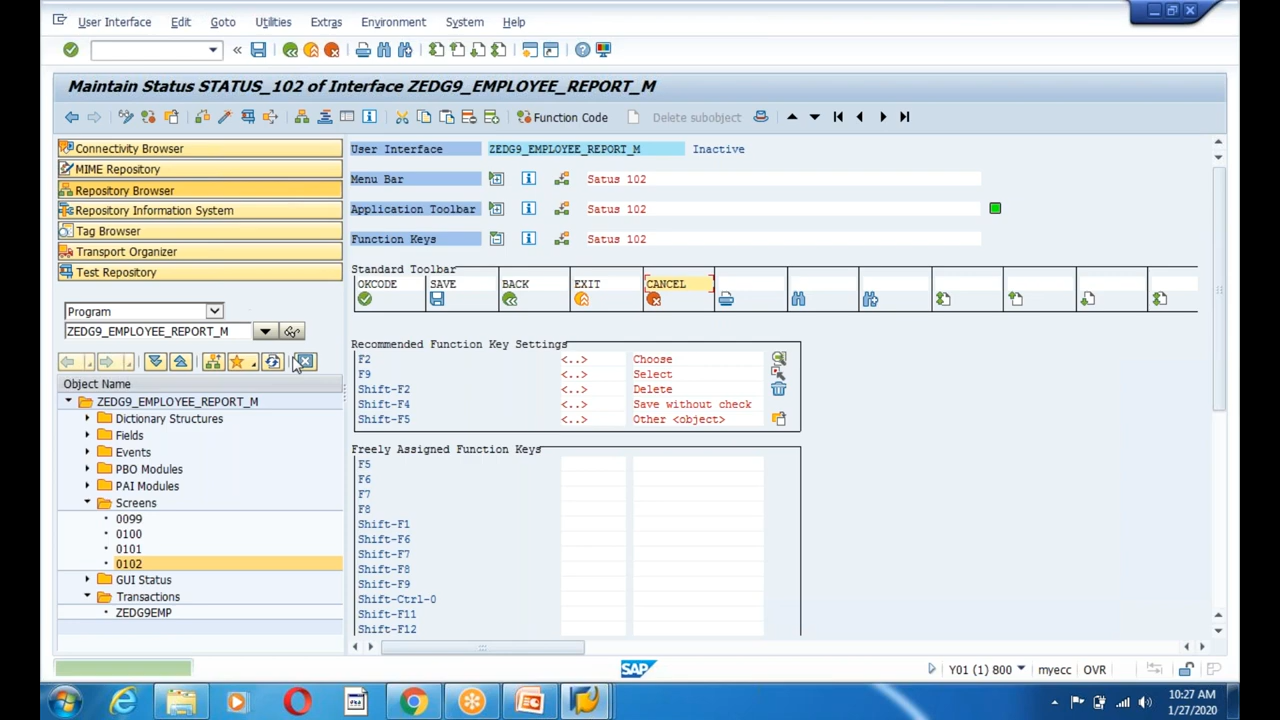 User Interface Edit Goto Utilities Extras Environment System Help
Maintain Status STATUS_102 of Interface ZEDG9_EMPLOYEE_REPORT_M
Function Code Delete subobject
Connectivity Browser
MIME Repository
Repository Browser
Repository Information System
Tag Browser
Transport Organizer
Test Repository
Program
ZEDG9_EMPLOYEE_REPORT_M
Object Name
ZEDG9_EMPLOYEE_REPORT_M
Dictionary Structures
Fields
Events
PBO Modules
PAI Modules
Screens
0099
0100
0101
0102
GUI Status
Transactions
ZEDG9EMP
User Interface ZEDG9_EMPLOYEE_REPORT_M Inactive
Menu Bar Satus 102
Application Toolbar Satus 102
Function Keys Satus 102
Standard Toolbar
OKCODE SAVE BACK EXIT CANCEL
Recommended Function Key Settings
F2 <..> Choose
F9 <..> Select
Shift-F2 <..> Delete
Shift-F4 <..> Save without check
Shift-F5 <..> Other <object>
Freely Assigned Function Keys
F5
F6
F7
F8
Shift-F1
Shift-F6
Shift-F7
Shift-F8
Shift-F9
Shift-Ctrl-0
Shift-F11
Shift-F12
SAP
Y01 (1) 800 myecc OVR
10:27 AM
1/27/2020